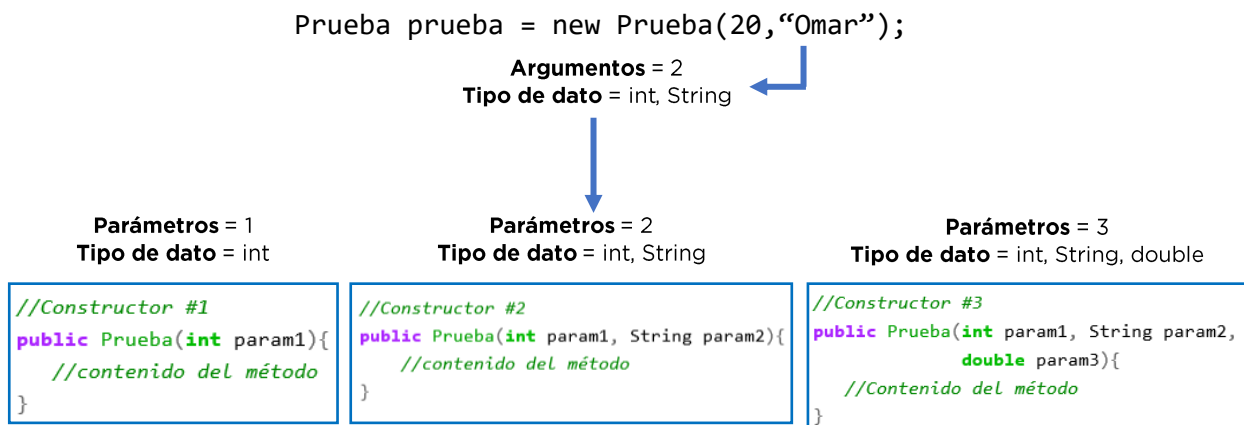 Prueba prueba = new Prueba(20,“Omar”);
Argumentos = 2
Tipo de dato = int, String
Parámetros = 1
Tipo de dato = int
//Constructor #1
public Prueba(int param1){
//contenido del método
}
Parámetros = 2
Tipo de dato = int, String
//Constructor #2
public Prueba(int param1, String param2){
//contenido del método
}
Parámetros = 3
Tipo de dato = int, String, double
//Constructor #3
public Prueba(int param1, String param2,
double param3){
//Contenido del método
}